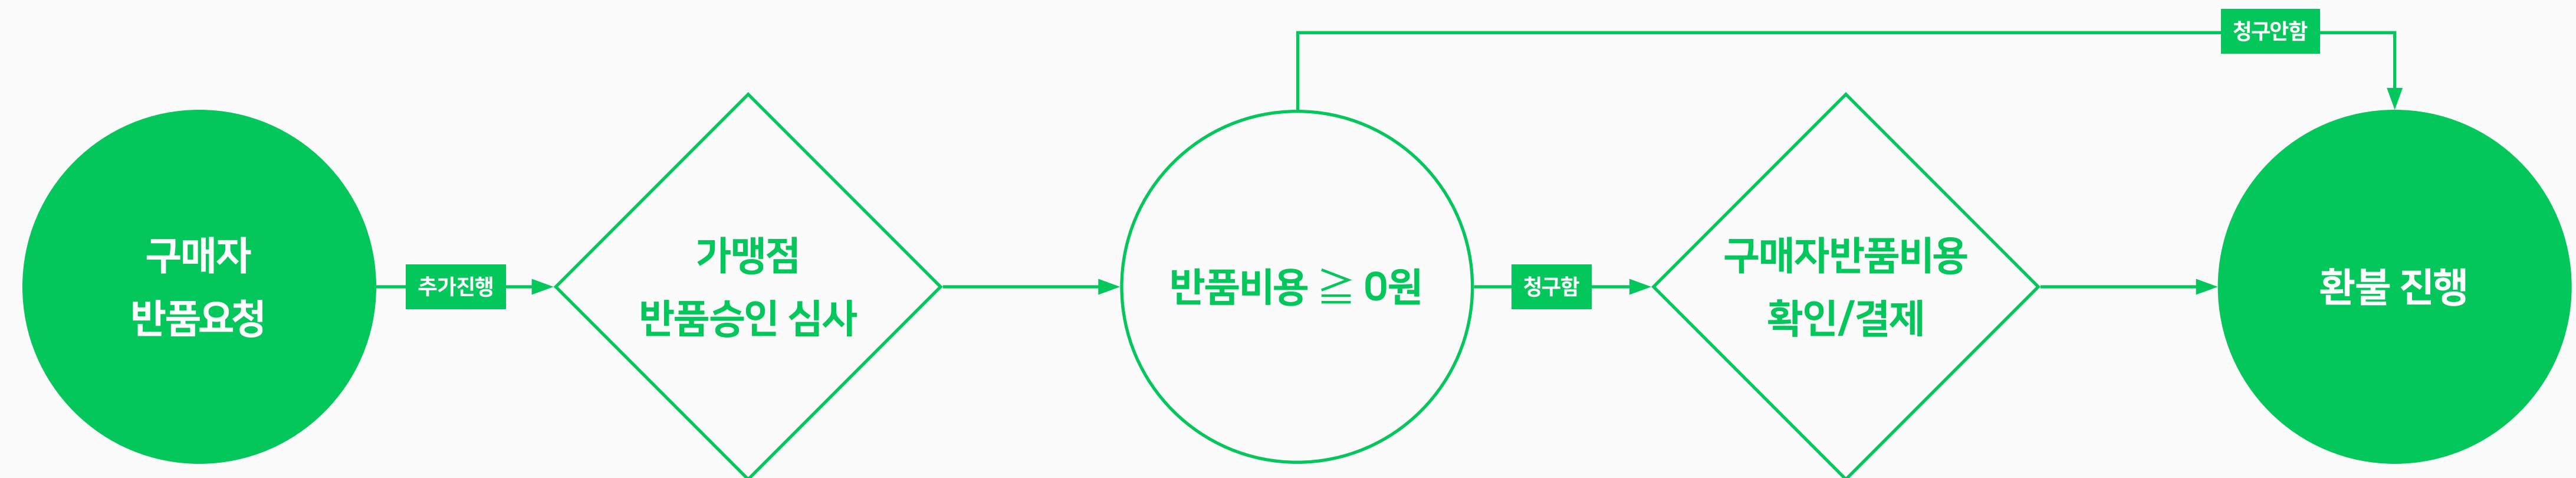 청구안함
구매자
반품요청
추가진행
가맹점
반품승인 심사
반품비용 ≧ 0원
청구함
구매자반품비용
확인/결제
환불 진행